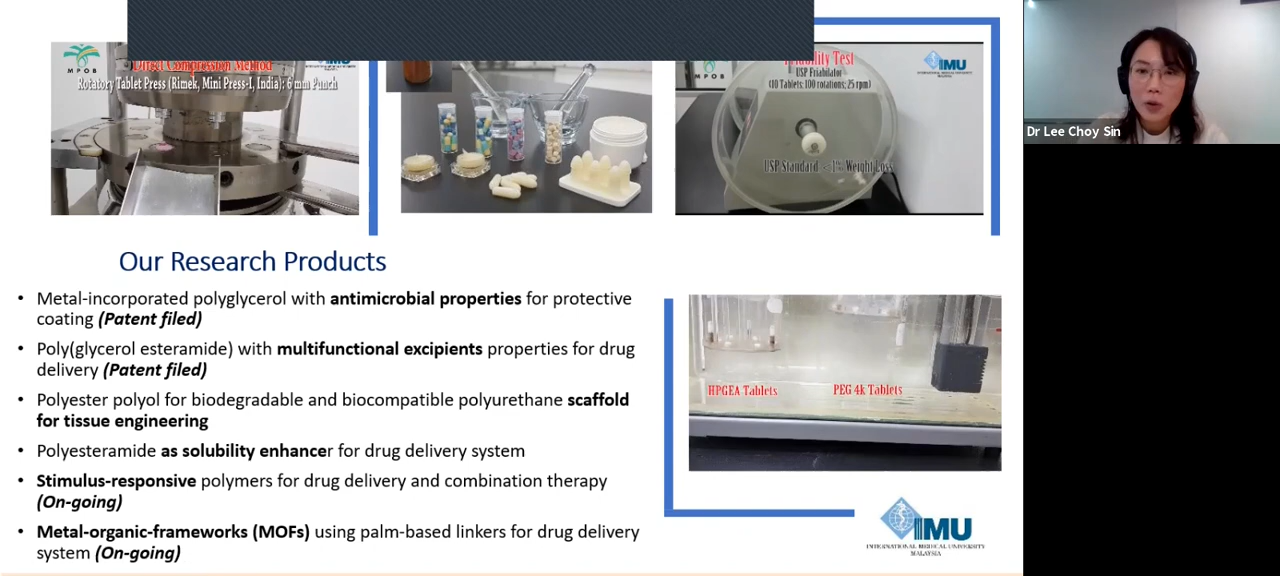 MPOB
Direct Compression Method
Rotatory Tablet Press (Rimek, Mini Press-I, India); 6 mm Punch
IMU
MPOB
Friability Test
USP Friabilator
(10 Tablets; 100 rotations; 25 rpm)
IMU
USP Standard <1% Weight Loss
Dr Lee Choy Sin
Our Research Products
• Metal-incorporated polyglycerol with antimicrobial properties for protective
coating (Patent filed)
• Poly(glycerol esteramide) with multifunctional excipients properties for drug
delivery (Patent filed)
• Polyester polyol for biodegradable and biocompatible polyurethane scaffold
for tissue engineering
• Polyesteramide as solubility enhancer for drug delivery system
• Stimulus-responsive polymers for drug delivery and combination therapy
(On-going)
• Metal-organic-frameworks (MOFs) using palm-based linkers for drug delivery
system (On-going)
HPGEA Tablets
PEG 4k Tablets
IMU
INTERNATIONAL MEDICAL UNIVERSITY
MALAYSIA